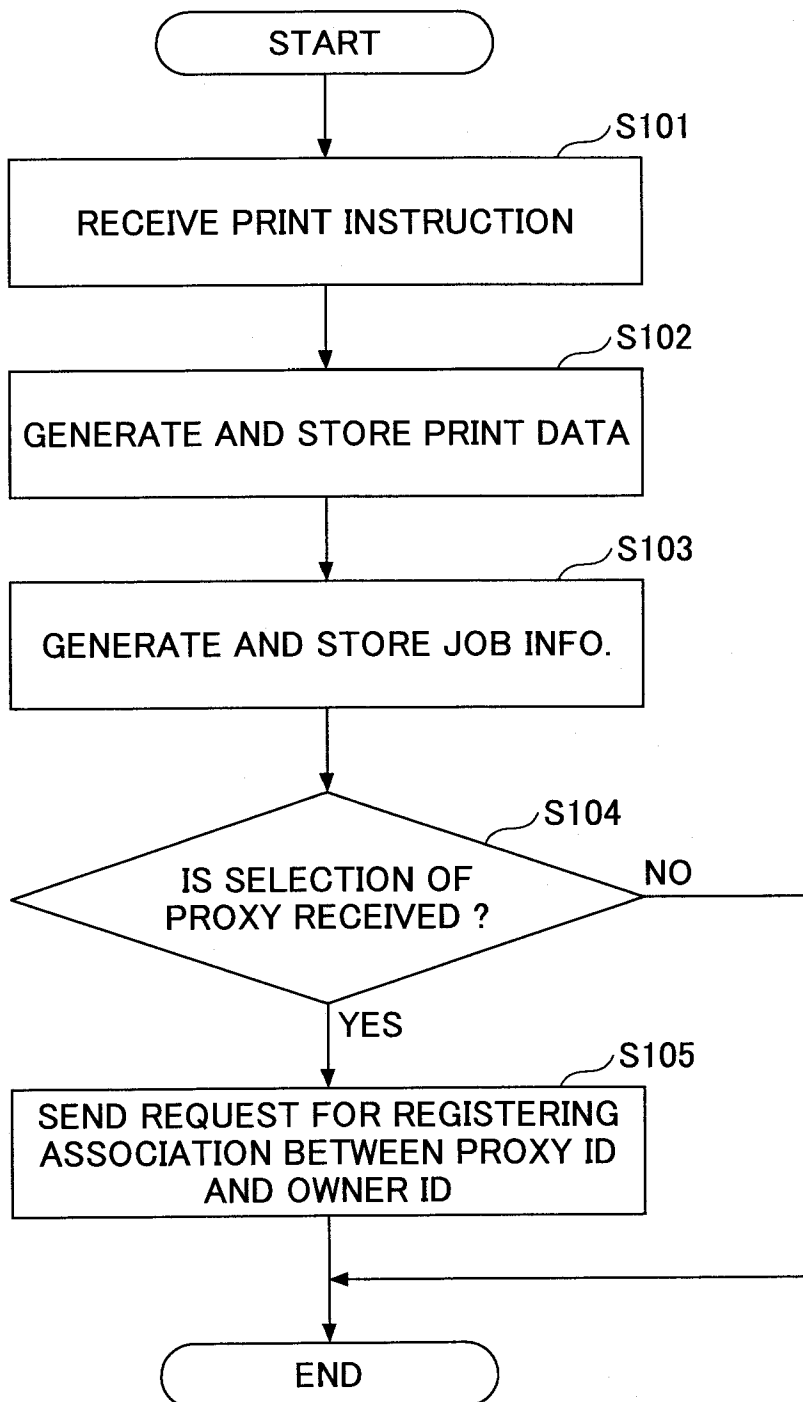 START
S101
RECEIVE PRINT INSTRUCTION
S102
GENERATE AND STORE PRINT DATA
S103
GENERATE AND STORE JOB INFO.
S104
IS SELECTION OF
PROXY RECEIVED ?
NO
YES
S105
SEND REQUEST FOR REGISTERING
ASSOCIATION BETWEEN PROXY ID
AND OWNER ID
END